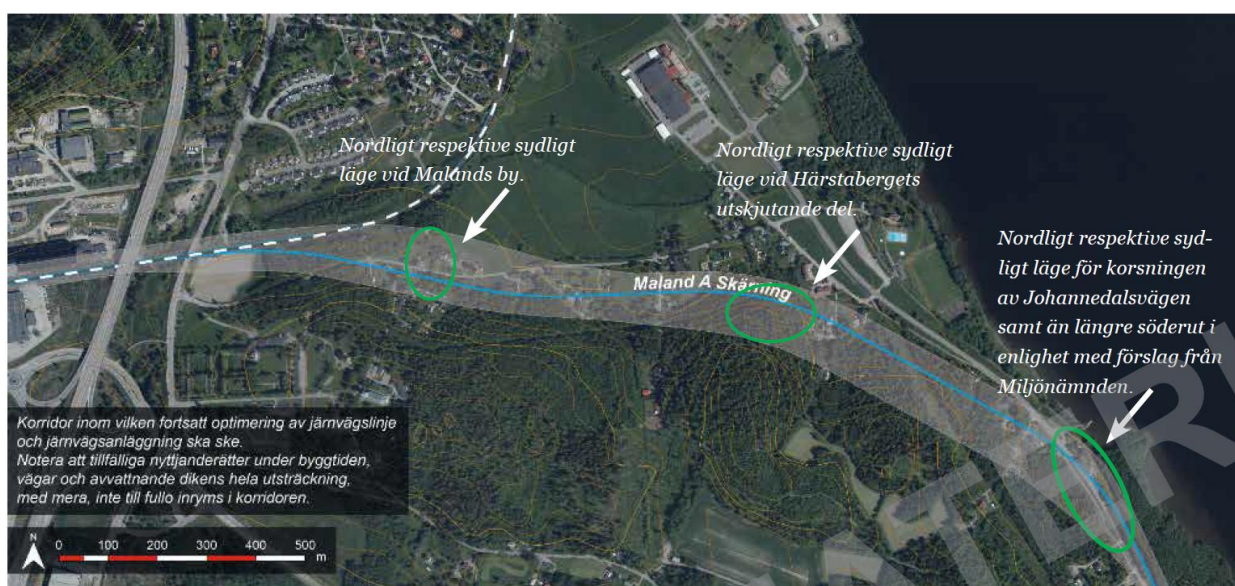 Nordligt respektive sydligt
läge vid Malands by.
Nordligt respektive sydligt
läge vid Härstabergets
utskjutande del.
Nordligt respektive syd-
ligt läge för korsningen
av Johannedalsvägen
samt än längre söderut i
enlighet med förslag från
Miljönämnden.
Maland A Skärning
Korridor inom vilken fortsatt optimering av järnvägslinje
och järnvägsanläggning ska ske.
Notera att tillfälliga nyttjanderätter under byggtiden,
vägar och avvattnande dikens hela utsträckning,
med mera, inte till fullo inryms i korridoren.
N
0 100 200 300 400 500
m